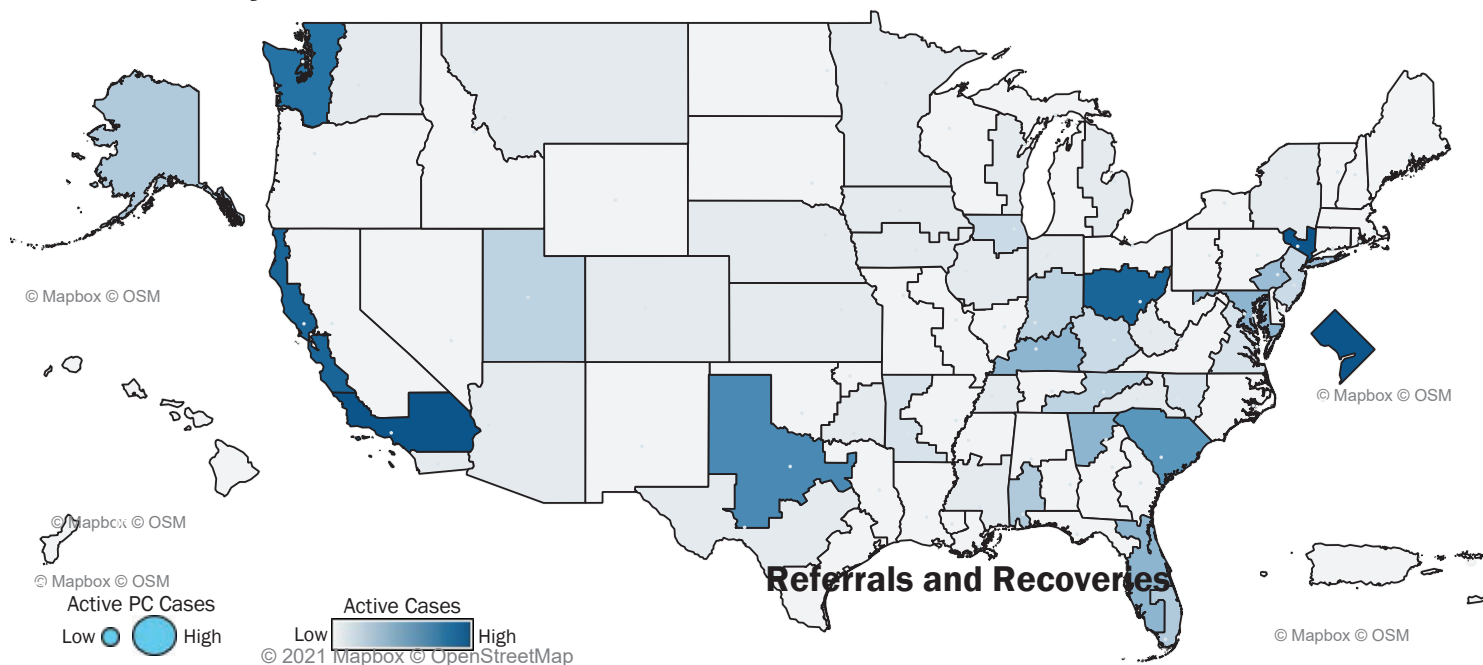 © Mapbox © OSM
© Mapbox © OSM
© Mapbox © OSM
© Mapbox © OSM
Referrals and Recoveries
Active PC Cases
Low High
Active Cases
Low High
© 2021 Mapbox © OpenStreetMap
© Mapbox © OSM